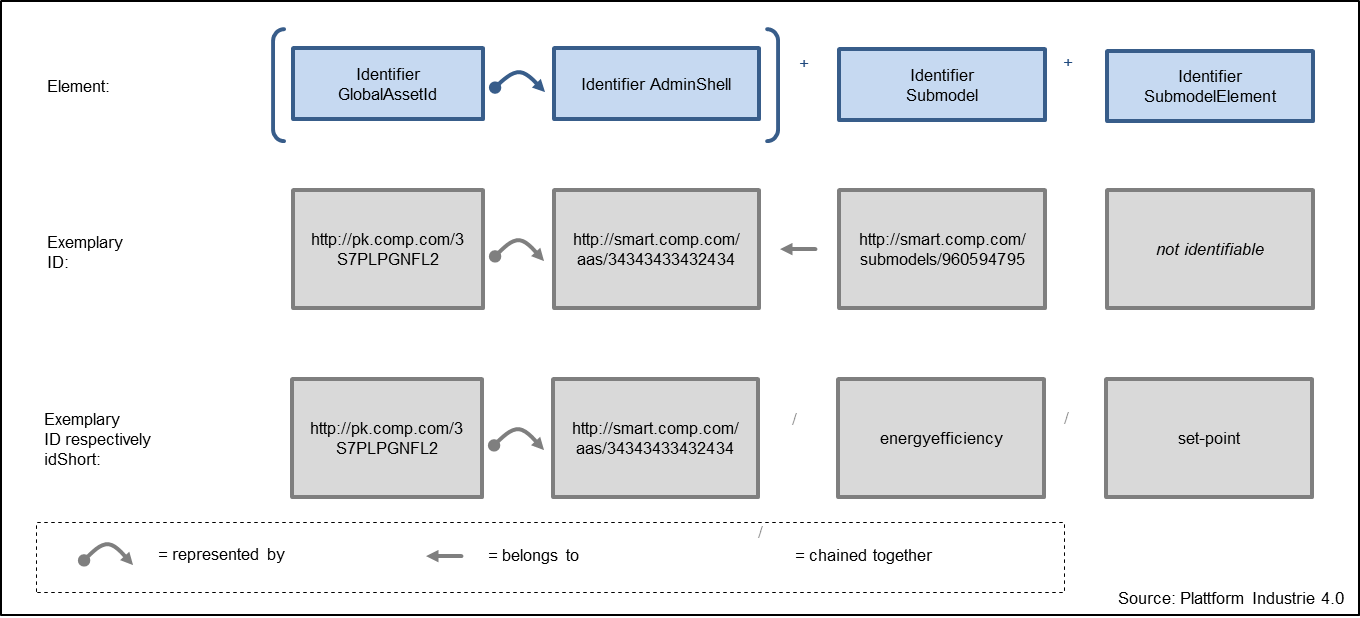 Element:
Identifier
GlobalAssetId
Identifier AdminShell
+
Identifier
Submodel
+
Identifier
SubmodelElement
Exemplary
ID:
http://pk.comp.com/3
S7PLPGNFL2
http://smart.comp.com/
aas/34343433432434
http://smart.comp.com/
submodels/960594795
not identifiable
Exemplary
ID respectively
idShort:
http://pk.comp.com/3
S7PLPGNFL2
http://smart.comp.com/
aas/34343433432434
/
energyefficiency
/
set-point
= represented by
= belongs to
/
= chained together
Source: Plattform Industrie 4.0